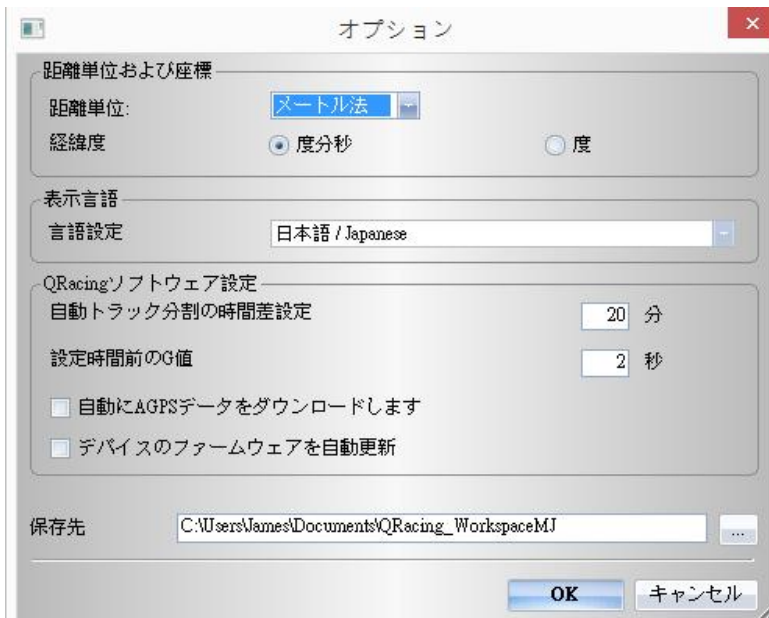 オプション
距離単位および座標
距離単位: メートル法
経緯度 度分秒 度
表示言語
言語設定 日本語 / Japanese
QRacingソフトウェア設定
自動トラック分割の時間差設定 20 分
設定時間前のG値 2 秒
自動にAGPSデータをダウンロードします
デバイスのファームウェアを自動更新
保存先 C:\Users\James\Documents\QRacing_WorkspaceMJ ...
OK キャンセル